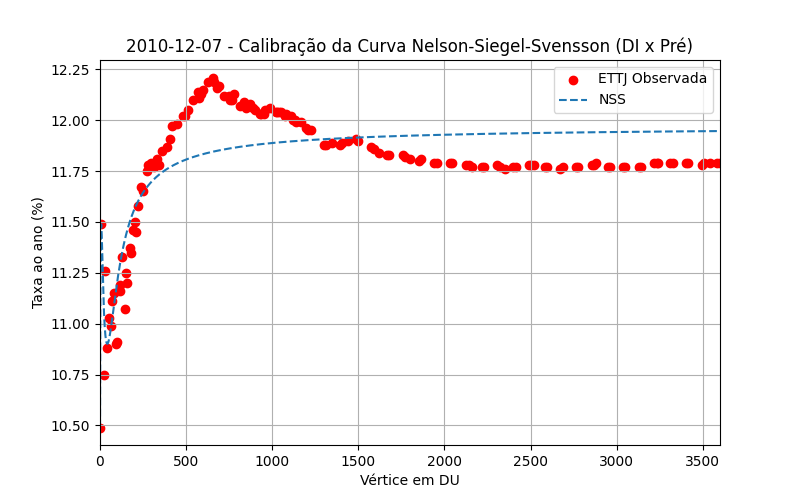 2010-12-07 - Calibração da Curva Nelson-Siegel-Svensson (DI x Pré)
ETTJ Observada
NSS
Taxa ao ano (%)
12.25
12.00
11.75
11.50
11.25
11.00
10.75
10.50
0 500 1000 1500 2000 2500 3000 3500
Vértice em DU